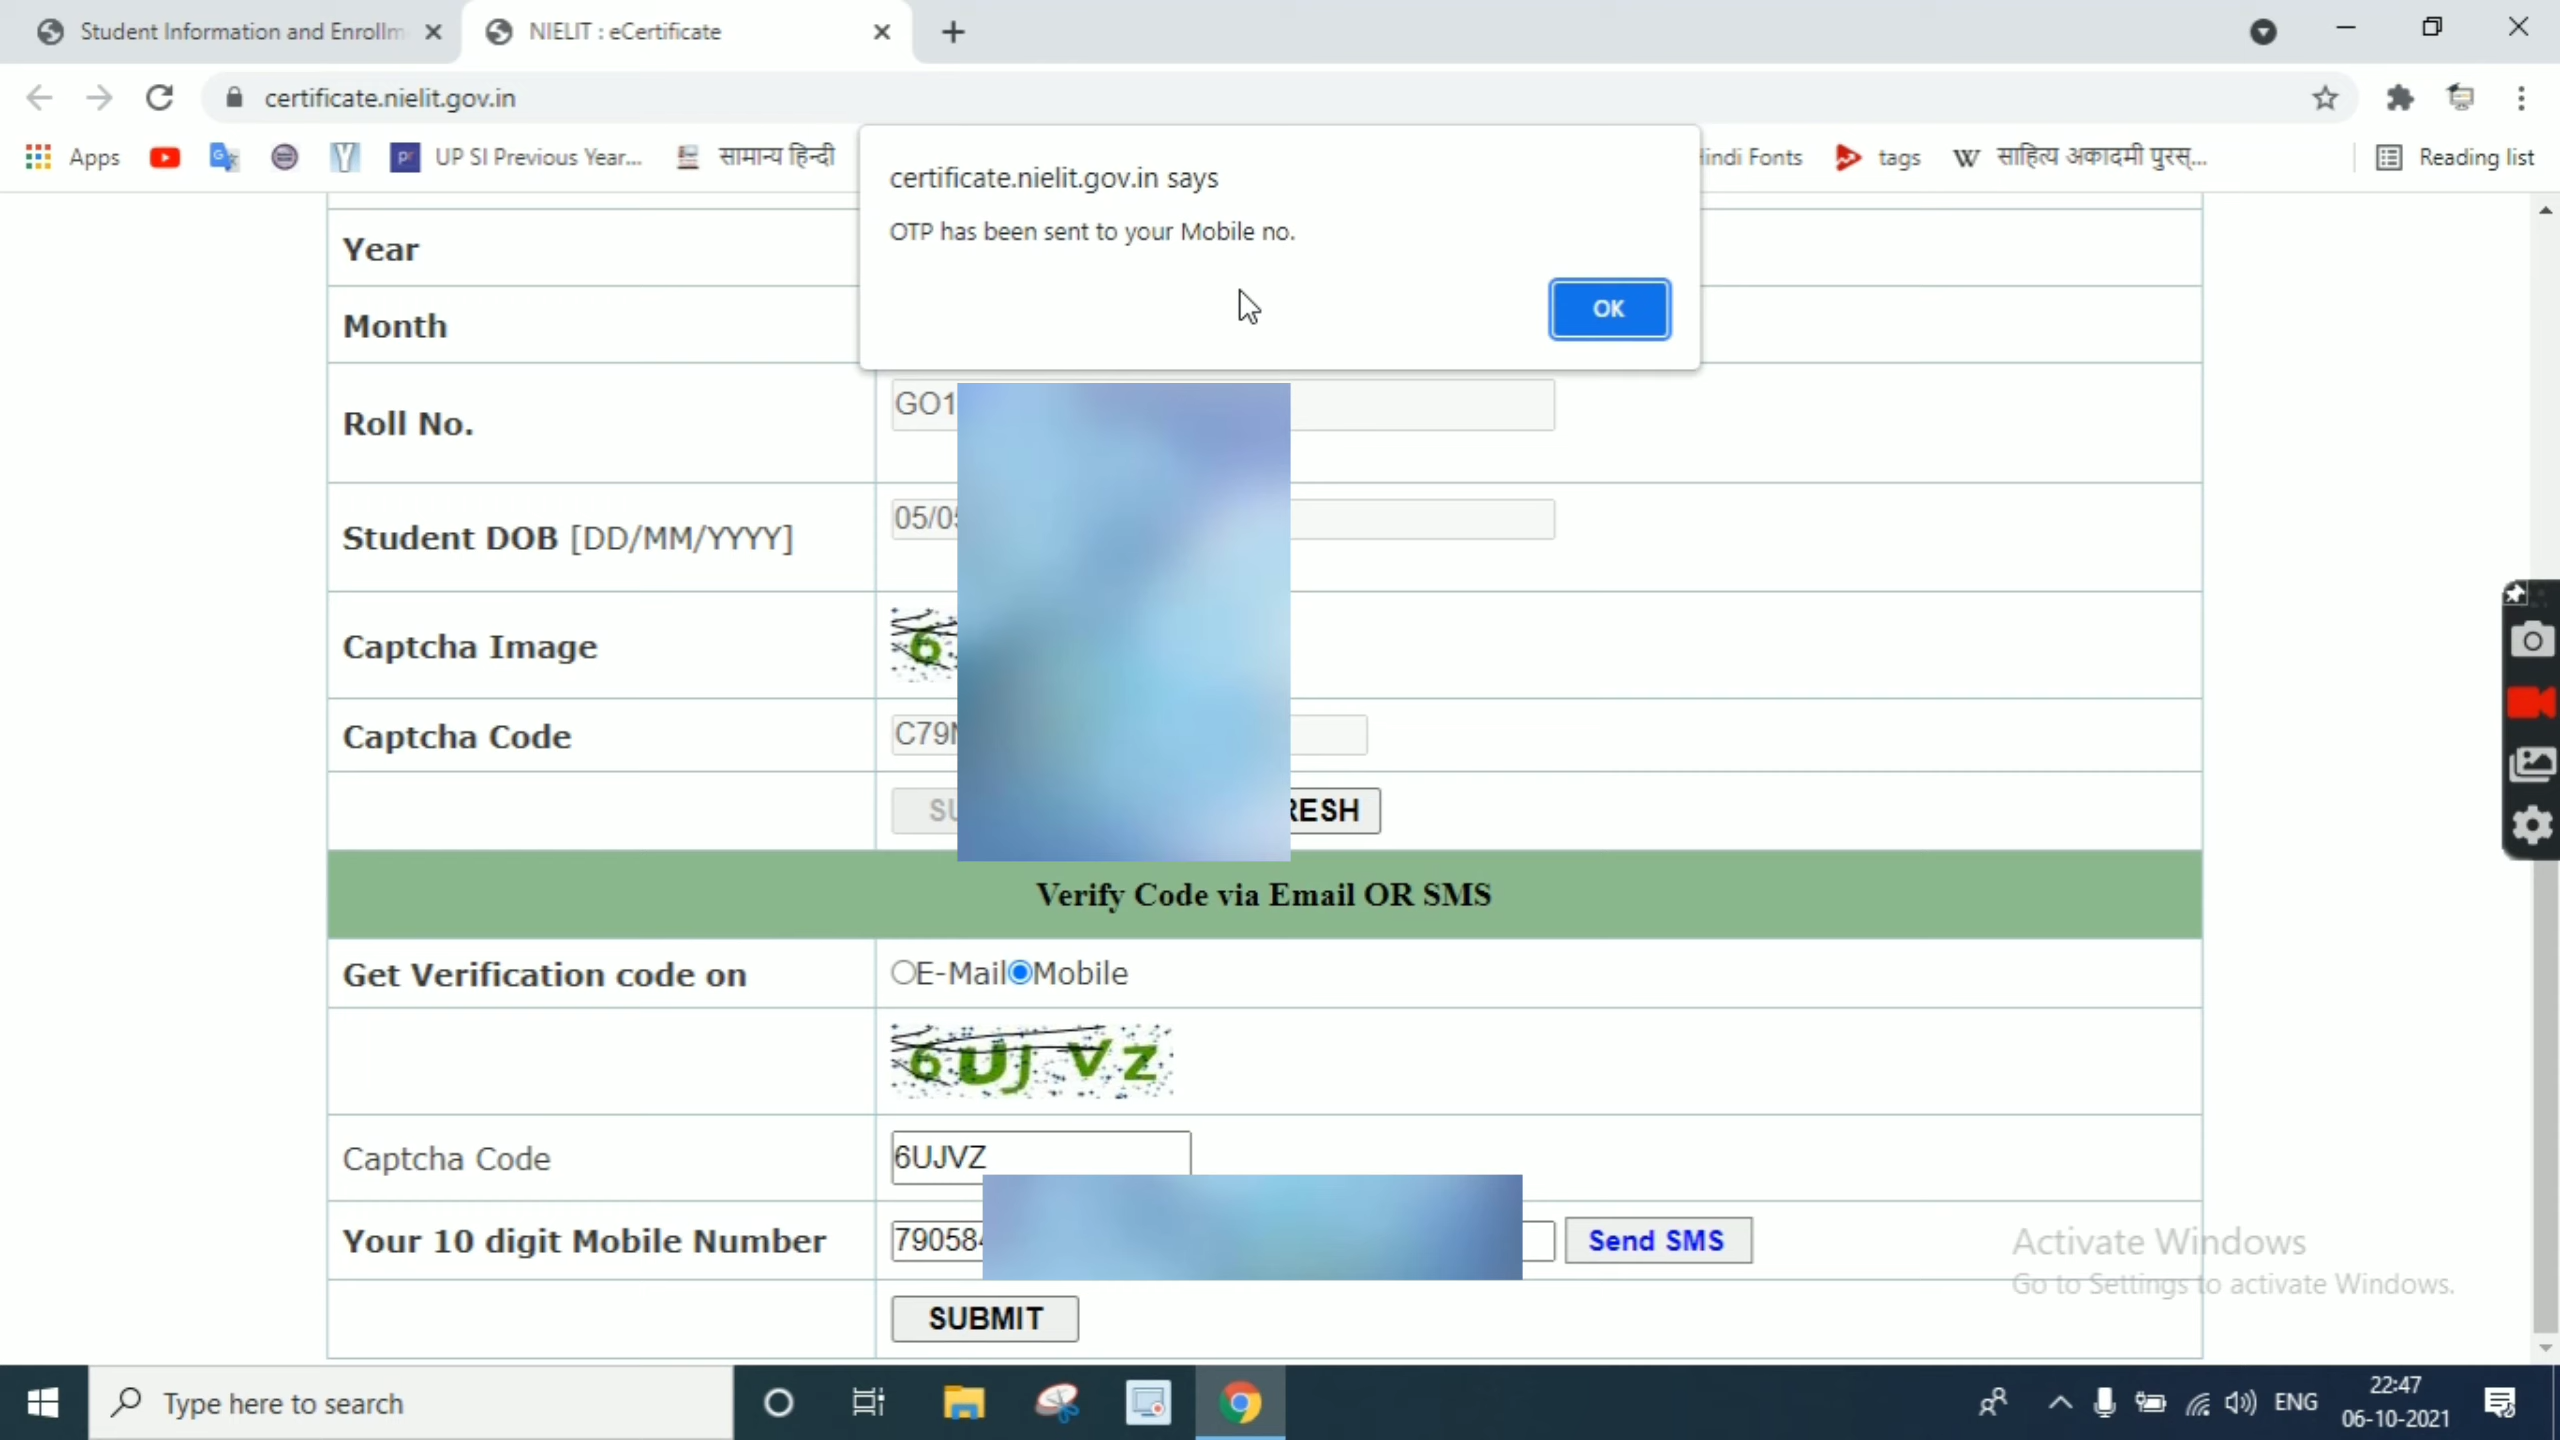 Student Information and Enrollm
NIELIT : eCertificate
certificate.nielit.gov.in
Apps
UP SI Previous Year...
सामान्य हिन्दी
indi Fonts
tags
साहित्य अकादमी पुरस्...
Reading list
certificate.nielit.gov.in says
OTP has been sent to your Mobile no.
OK
Year
Month
Roll No.
GO1
Student DOB [DD/MM/YYYY]
05/05
Captcha Image
6
Captcha Code
C79
SU
RESH
Verify Code via Email OR SMS
Get Verification code on
E-Mail Mobile
6UJVZ
Captcha Code
6UJVZ
Your 10 digit Mobile Number
79058
Send SMS
SUBMIT
Activate Windows
Go to Settings to activate Windows.
Type here to search
ENG
22:47
06-10-2021